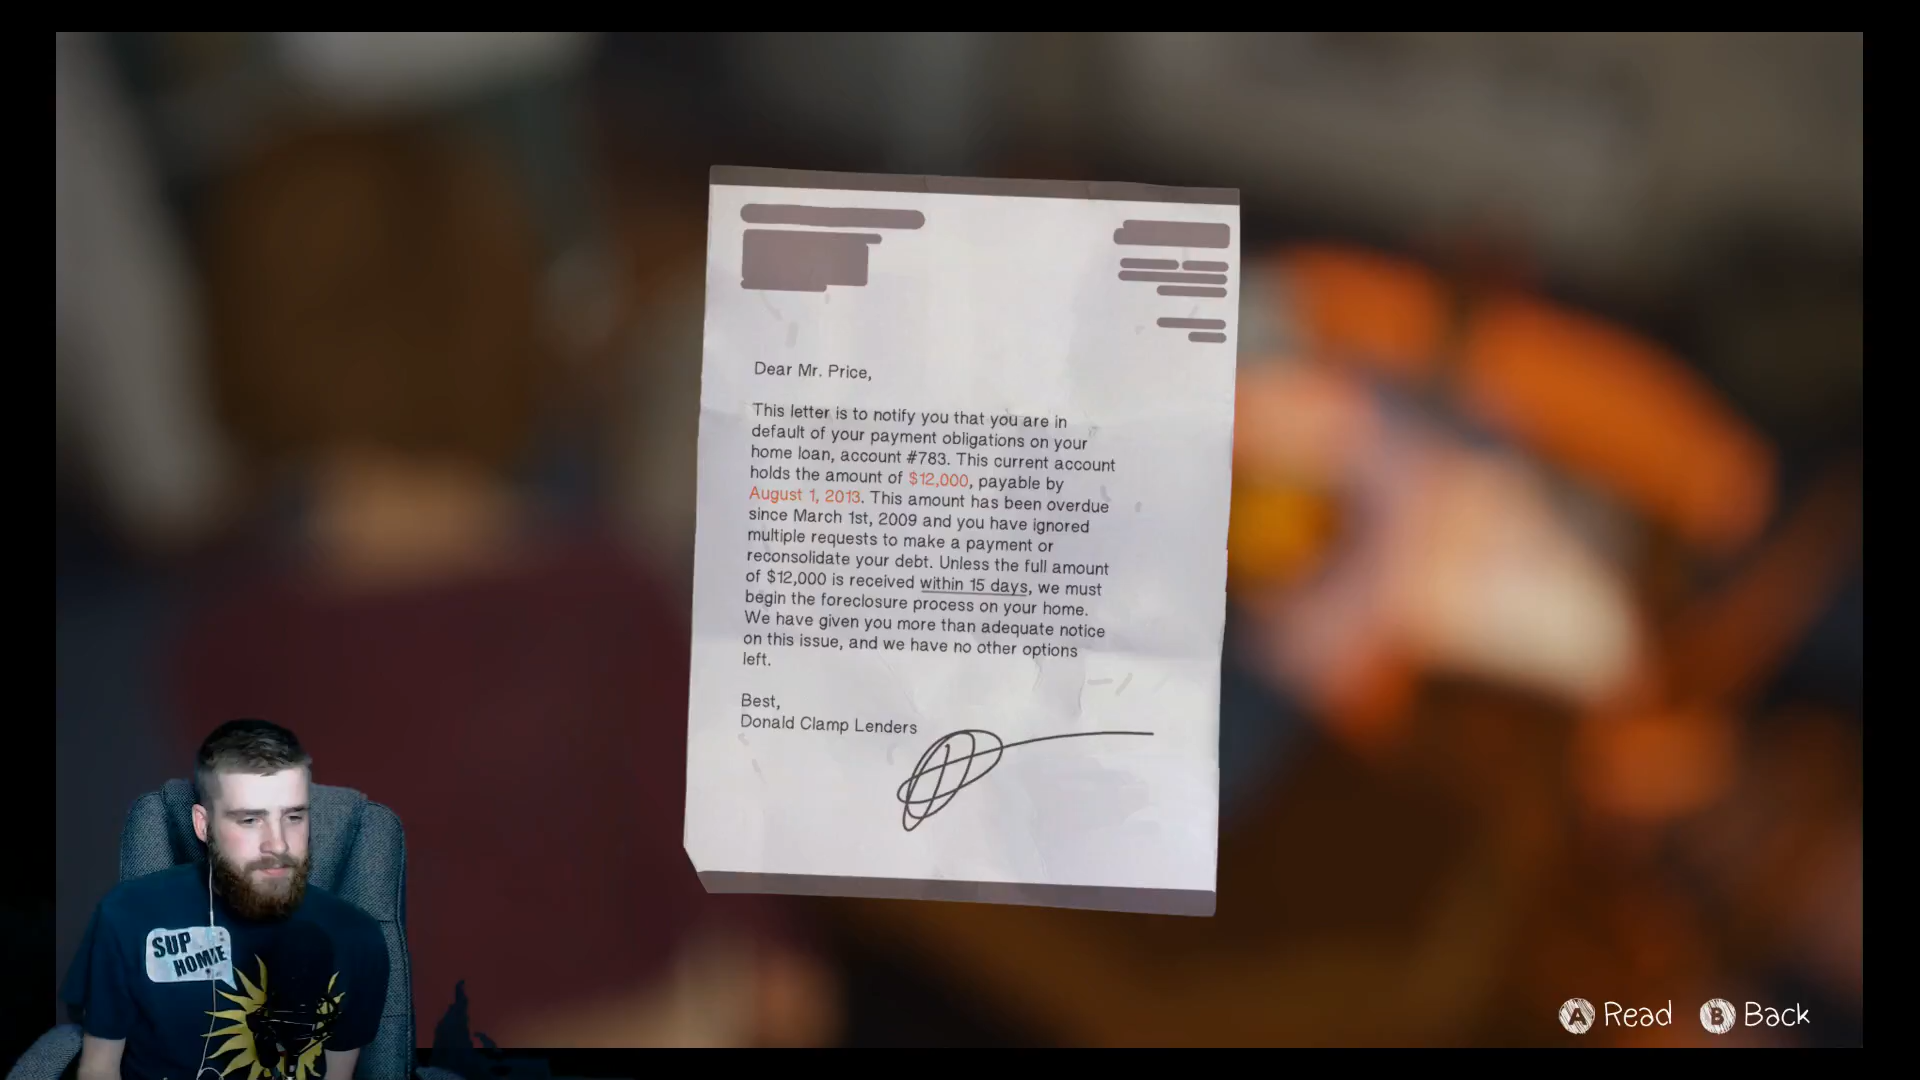 Dear Mr. Price,
This letter is to notify you that you are in
default of your payment obligations on your
home loan, account #783. This current account
holds the amount of $12,000, payable by
August 1, 2013. This amount has been overdue
since March 1st, 2009 and you have ignored
multiple requests to make a payment or
reconsolidate your debt. Unless the full amount
of $12,000 is received within 15 days, we must
begin the foreclosure process on your home.
We have given you more than adequate notice
on this issue, and we have no other options
left.
Best,
Donald Clamp Lenders
SUP
HOMIE
A Read B Back